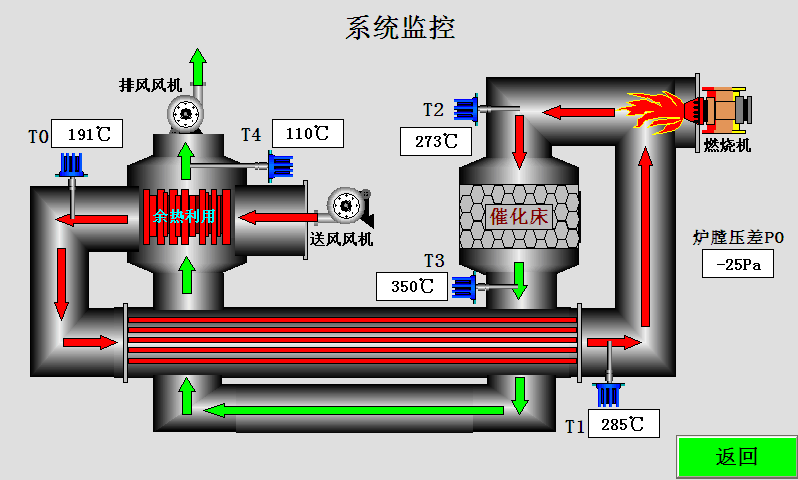 系统监控
排风风机
T0 191℃
T4 110℃
T2
273℃
燃烧机
余热利用
送风风机
催化床
T3
350℃
炉膛压差P0
-25Pa
T1 285℃
返回